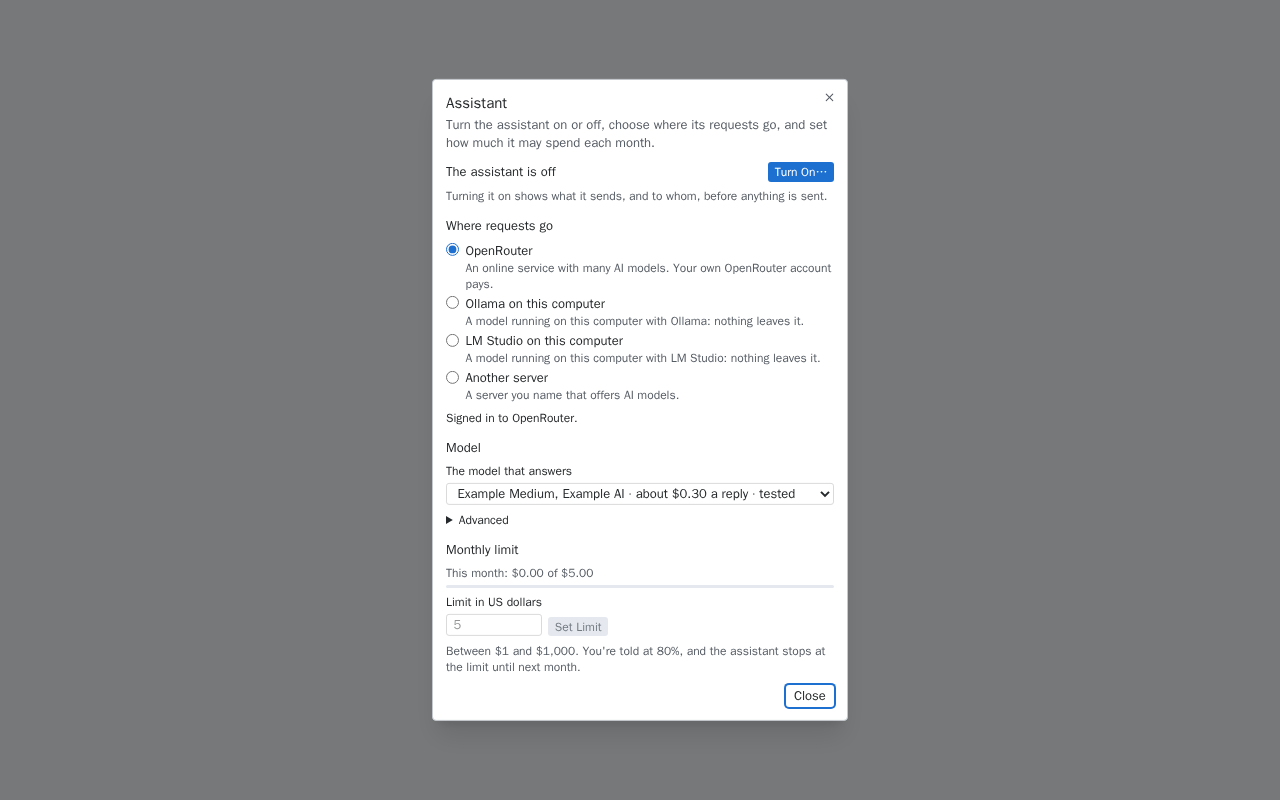 Assistant
×
Turn the assistant on or off, choose where its requests go, and set
how much it may spend each month.
The assistant is off
Turn On⋯
Turning it on shows what it sends, and to whom, before anything is sent.
Where requests go
OpenRouter
An online service with many AI models. Your own OpenRouter account
pays.
Ollama on this computer
A model running on this computer with Ollama: nothing leaves it.
LM Studio on this computer
A model running on this computer with LM Studio: nothing leaves it.
Another server
A server you name that offers AI models.
Signed in to OpenRouter.
Model
The model that answers
Example Medium, Example AI · about $0.30 a reply · tested
Advanced
Monthly limit
This month: $0.00 of $5.00
Limit in US dollars
5
Set Limit
Between $1 and $1,000. You're told at 80%, and the assistant stops at
the limit until next month.
Close